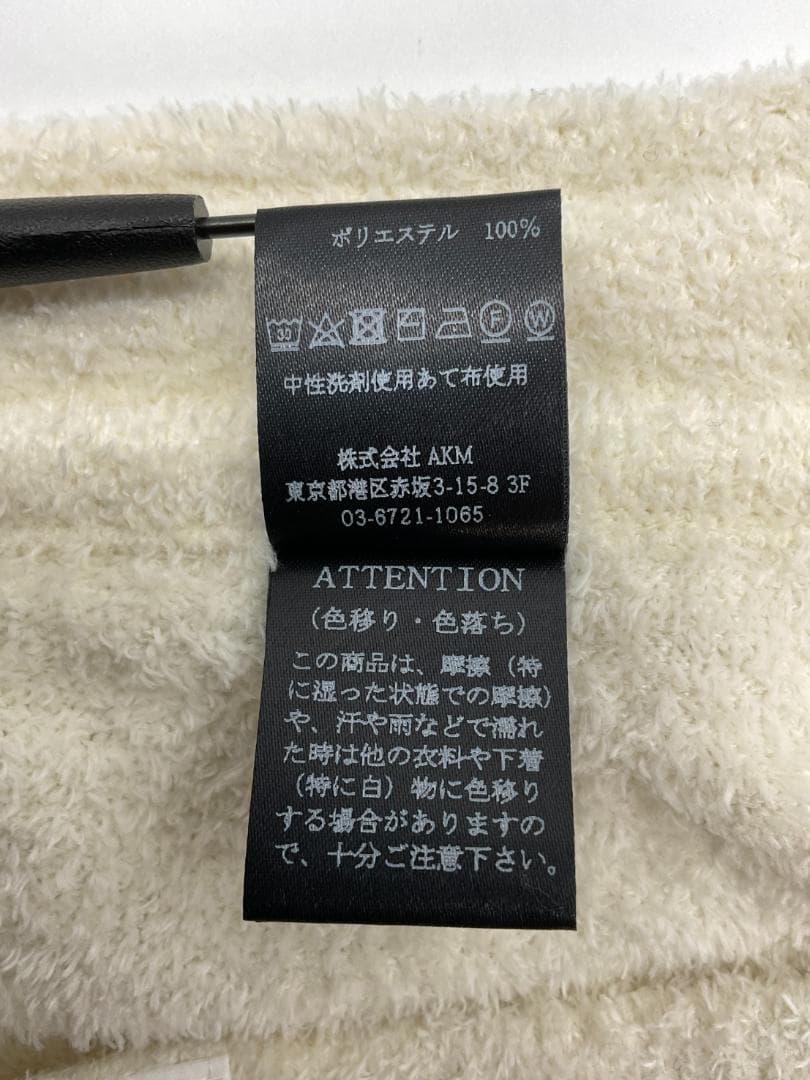 ポリエステル 100%
30 F W
中性洗剤使用あて布使用
株式会社 AKM
東京都港区赤坂3-15-8 3F
03-6721-1065
ATTENTION
(色移り・色落ち)
この商品は、摩擦(特
に湿った状態での摩擦)
や、汗や雨などで濡れ
た時は他の衣料や下着
(特に白)物に色移り
する場合がありますの
で、十分ご注意下さい。